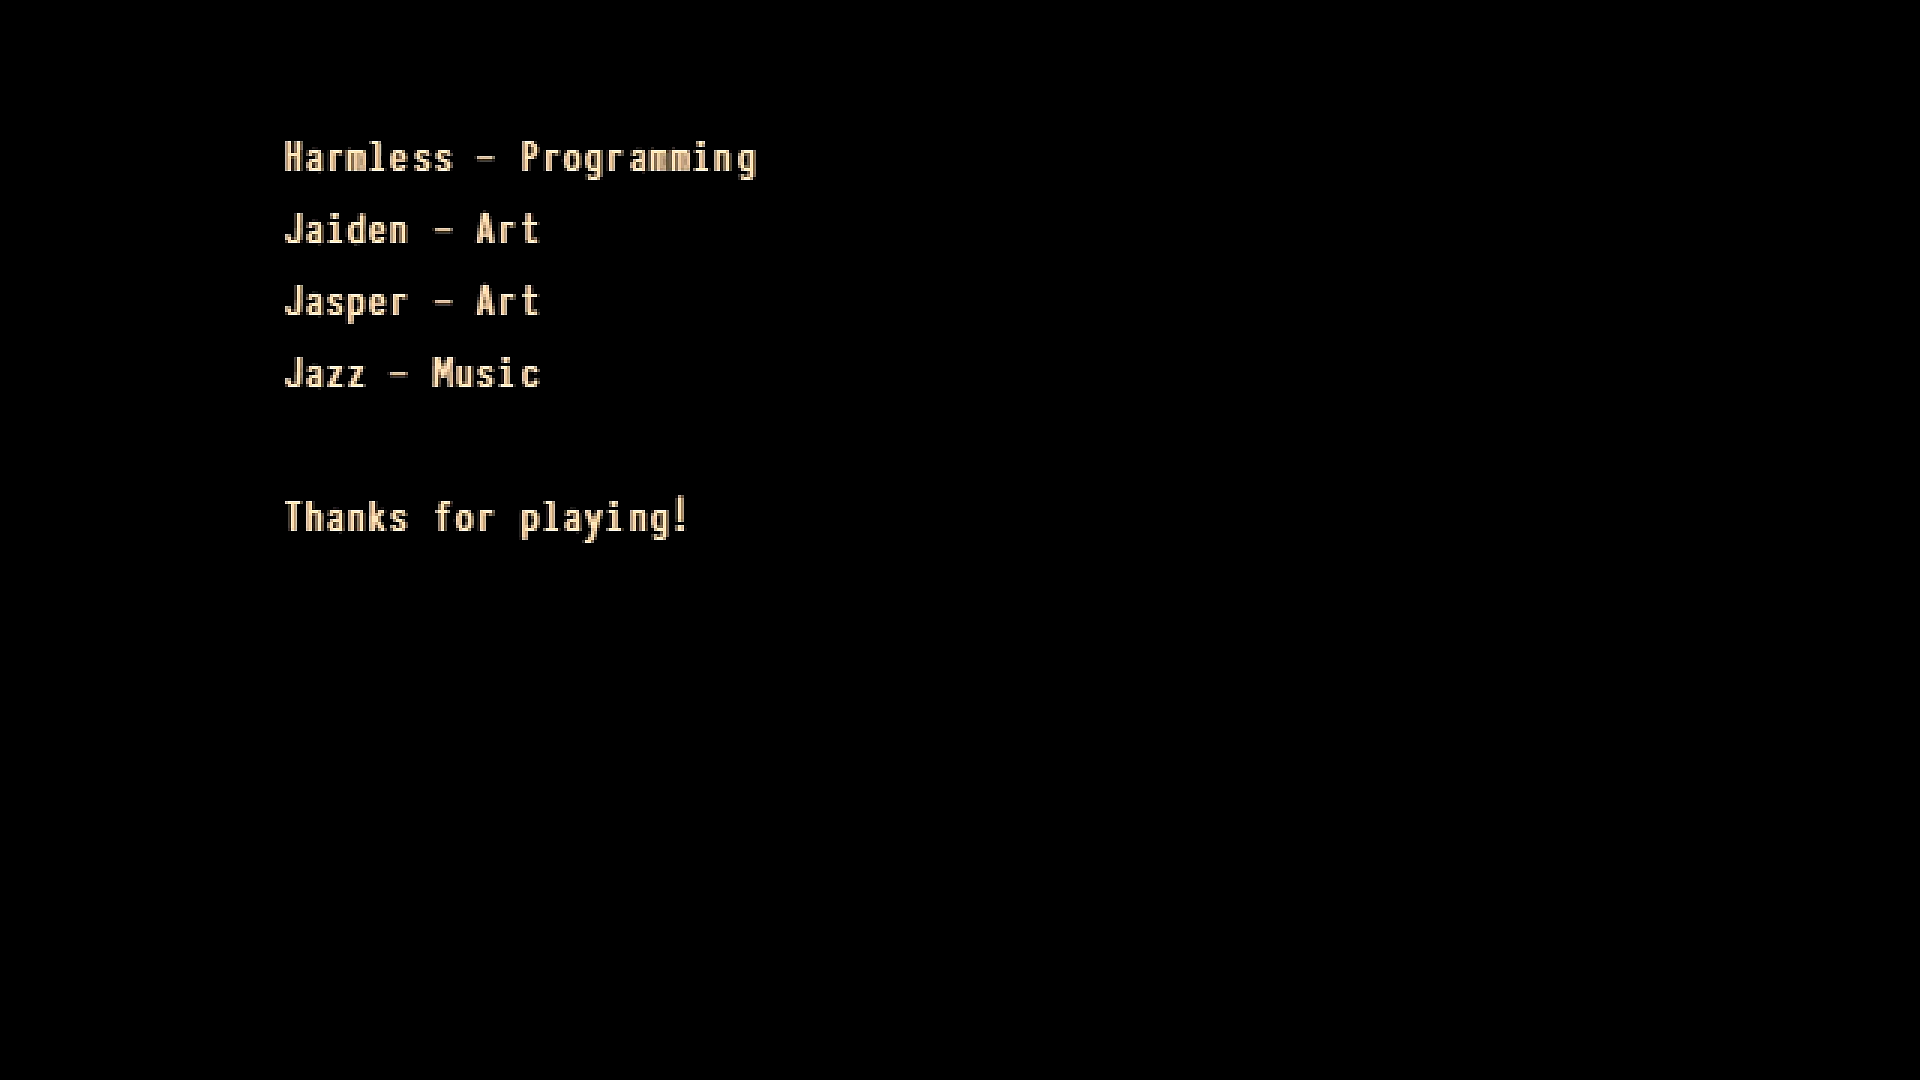 Harmless - Programming
Jaiden - Art
Jasper - Art
Jazz - Music
Thanks for playing!